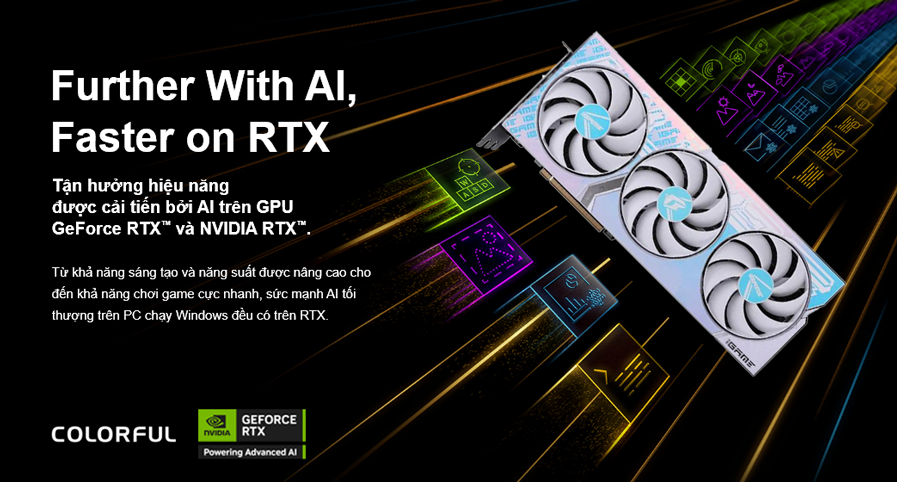 Further With AI,
Faster on RTX
Tận hưởng hiệu năng
được cải tiến bởi AI trên GPU
GeForce RTX™ và NVIDIA RTX™.
Từ khả năng sáng tạo và năng suất được nâng cao cho
đến khả năng chơi game cực nhanh, sức mạnh AI tối
thượng trên PC chạy Windows đều có trên RTX.
COLORFUL
NVIDIA
GEFORCE
RTX
Powering Advanced AI
W
A S D
iGAME
iGAME